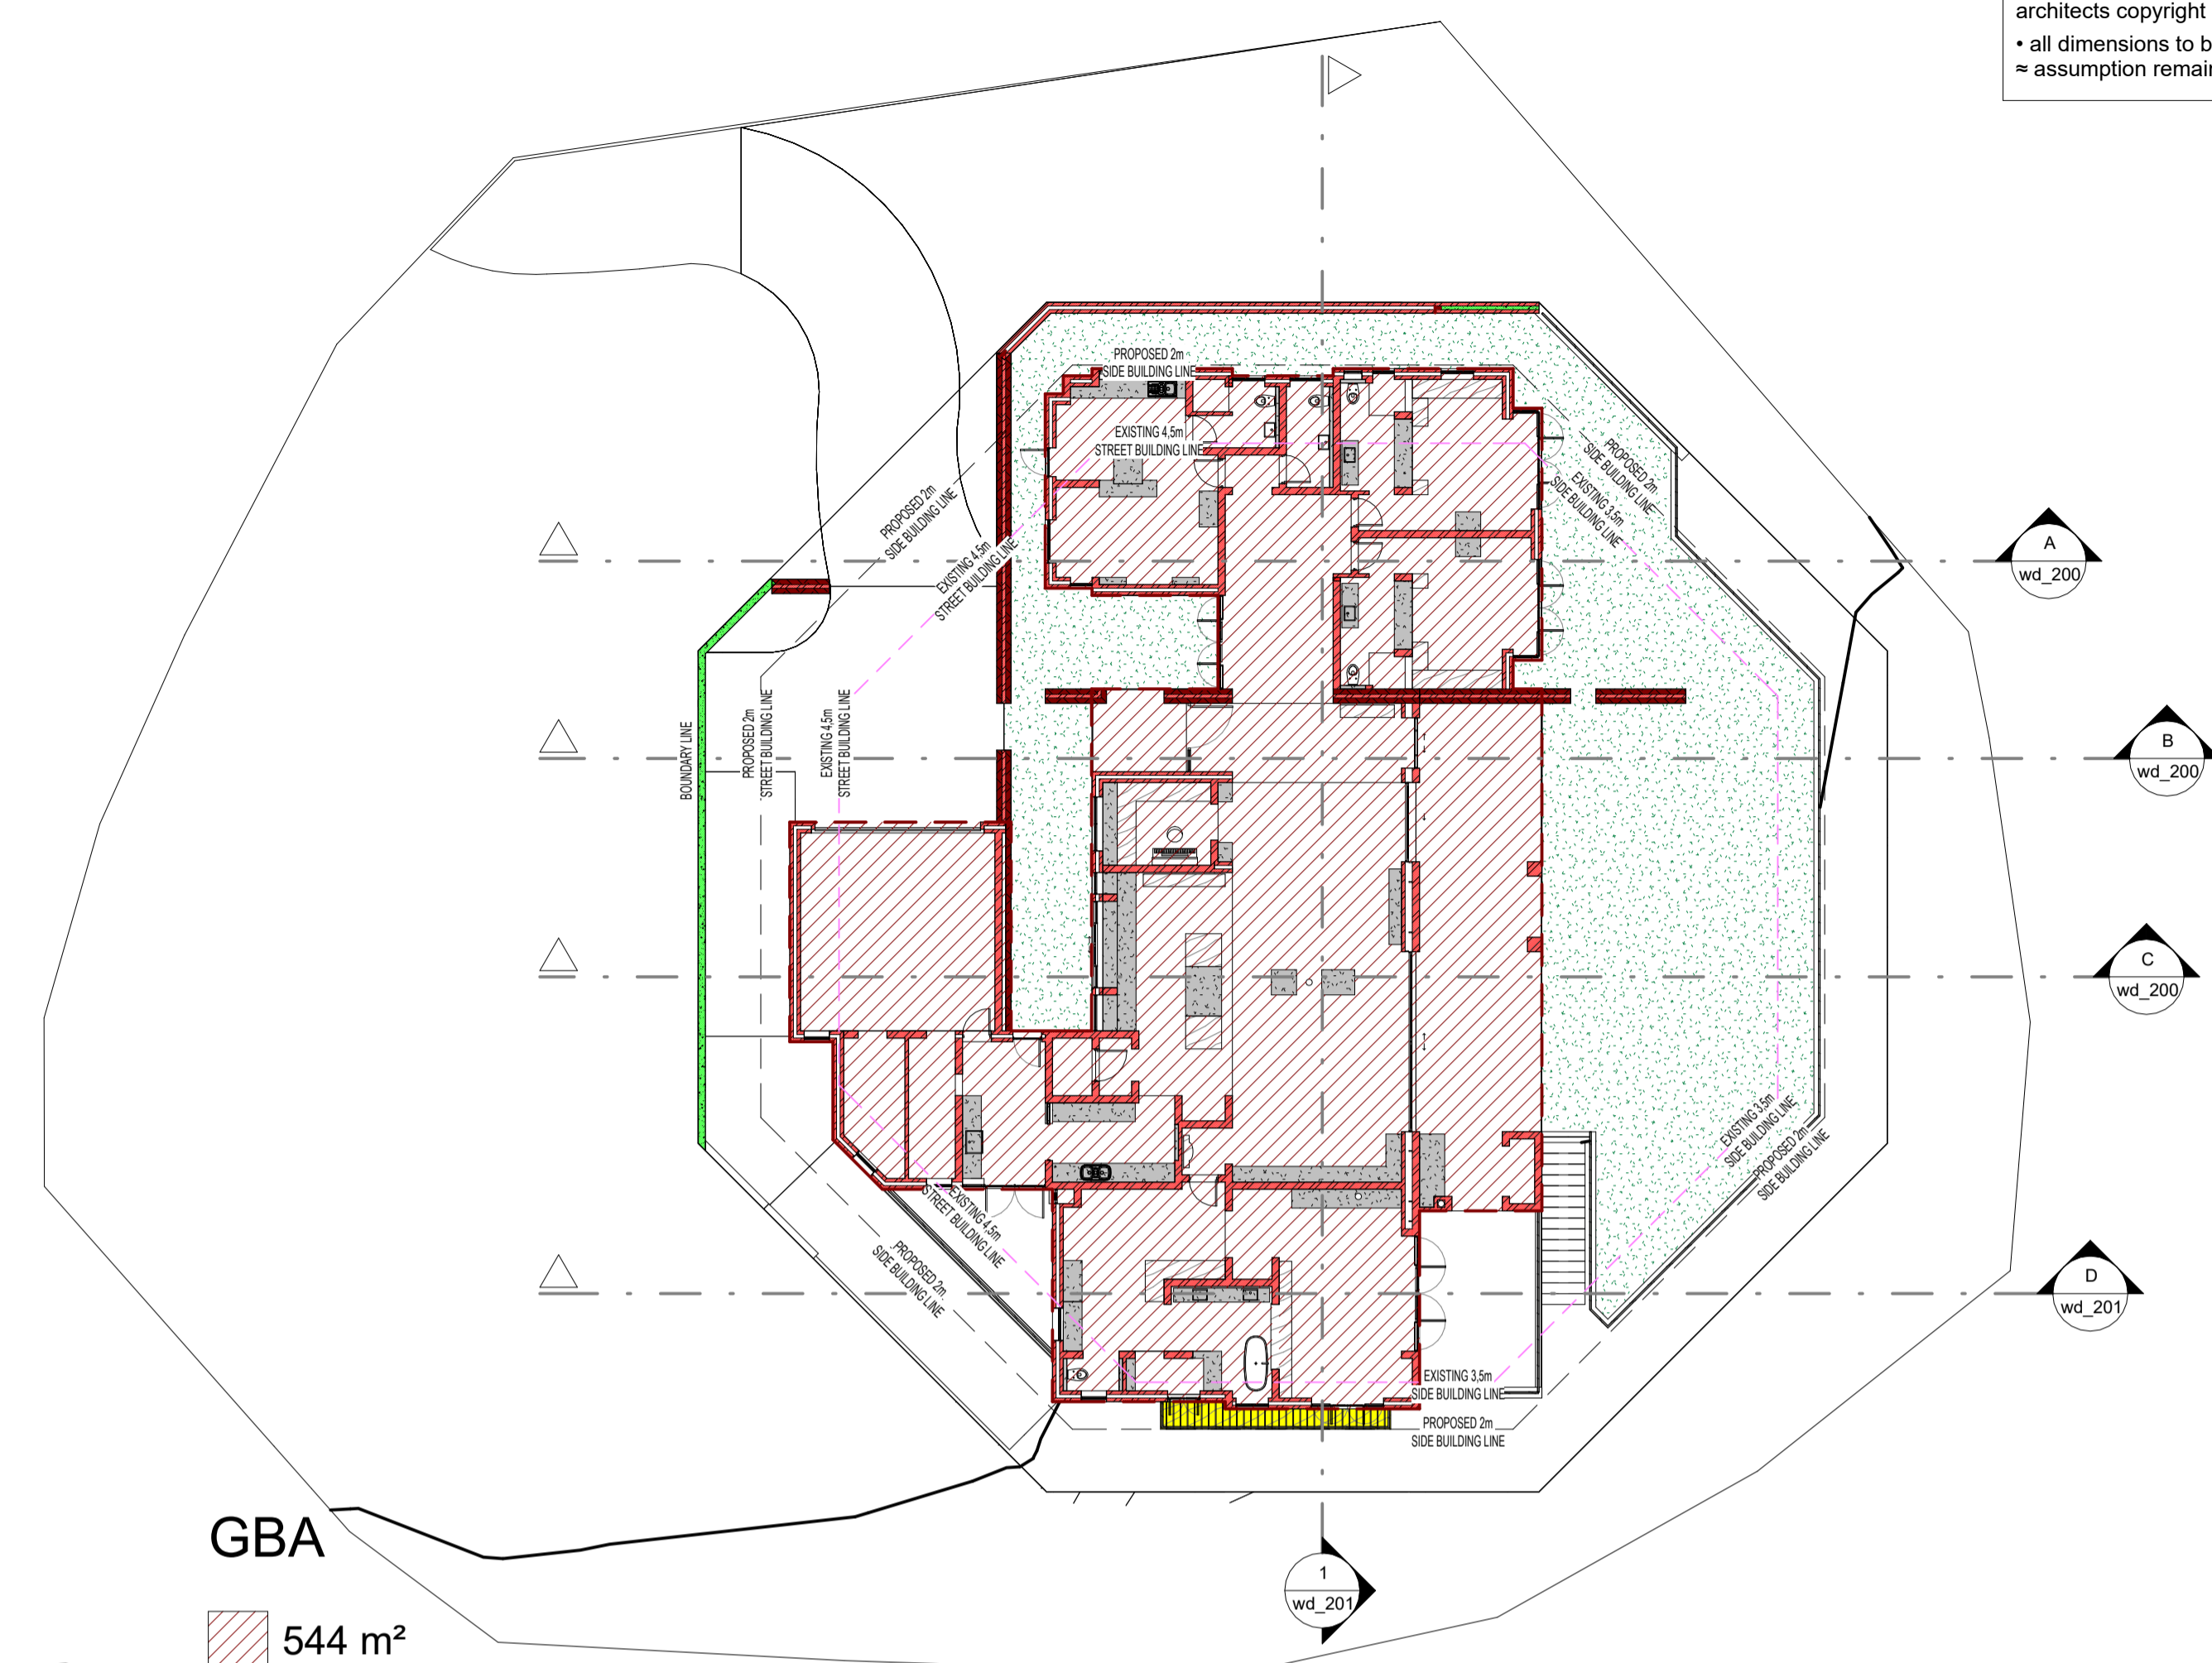 architects copyright
• all dimensions to b
≈ assumption remain
PROPOSED 2m
SIDE BUILDING LINE
EXISTING 4,5m
STREET BUILDING LINE
PROPOSED 2m
SIDE BUILDING LINE
EXISTING 3,5m
SIDE BUILDING LINE
PROPOSED 2m
SIDE BUILDING LINE
EXISTING 4,5m
STREET BUILDING LINE
A
wd_200
BOUNDARY LINE
PROPOSED 2m
STREET BUILDING LINE
EXISTING 4,5m
STREET BUILDING LINE
B
wd_200
C
wd_200
EXISTING 3,5m
SIDE BUILDING LINE
PROPOSED 2m
SIDE BUILDING LINE
EXISTING 4,5m
STREET BUILDING LINE
PROPOSED 2m
SIDE BUILDING LINE
D
wd_201
EXISTING 3,5m
SIDE BUILDING LINE
PROPOSED 2m
SIDE BUILDING LINE
GBA
1
wd_201
544 m²